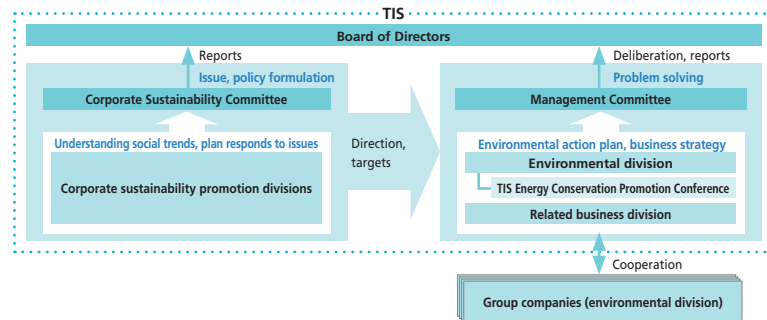 TIS
Board of Directors
Reports
Issue, policy formulation
Corporate Sustainability Committee
Understanding social trends, plan responds to issues
Corporate sustainability promotion divisions
Direction,
targets
Deliberation, reports
Problem solving
Management Committee
Environmental action plan, business strategy
Environmental division
TIS Energy Conservation Promotion Conference
Related business division
Cooperation
Group companies (environmental division)